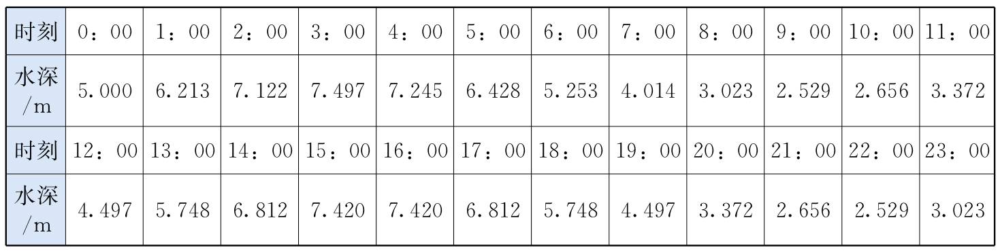 时刻 0：00 1：00 2：00 3：00 4：00 5：00 6：00 7：00 8：00 9：00 10：00 11：00
水深/m 5.000 6.213 7.122 7.497 7.245 6.428 5.253 4.014 3.023 2.529 2.656 3.372
时刻 12：00 13：00 14：00 15：00 16：00 17：00 18：00 19：00 20：00 21：00 22：00 23：00
水深/m 4.497 5.748 6.812 7.420 7.420 6.812 5.748 4.497 3.372 2.656 2.529 3.023